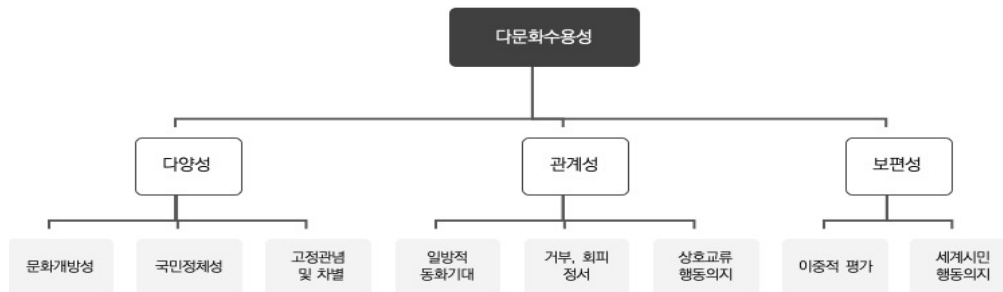 다문화수용성
다양성
관계성
보편성
문화개방성
국민정체성
고정관념
및 차별
일방적
동화기대
거부, 회피
정서
상호교류
행동의지
이중적 평가
세계시민
행동의지